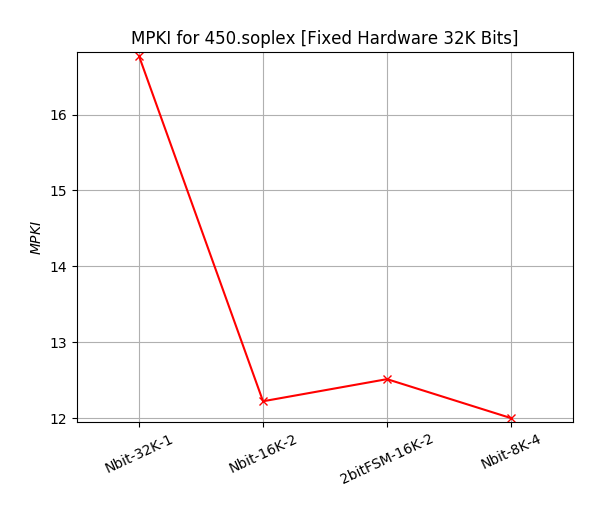 MPKI for 450.soplex [Fixed Hardware 32K Bits]
16
15
14
13
12
MPKI
Nbit-32K-1
Nbit-16K-2
2bitFSM-16K-2
Nbit-8K-4